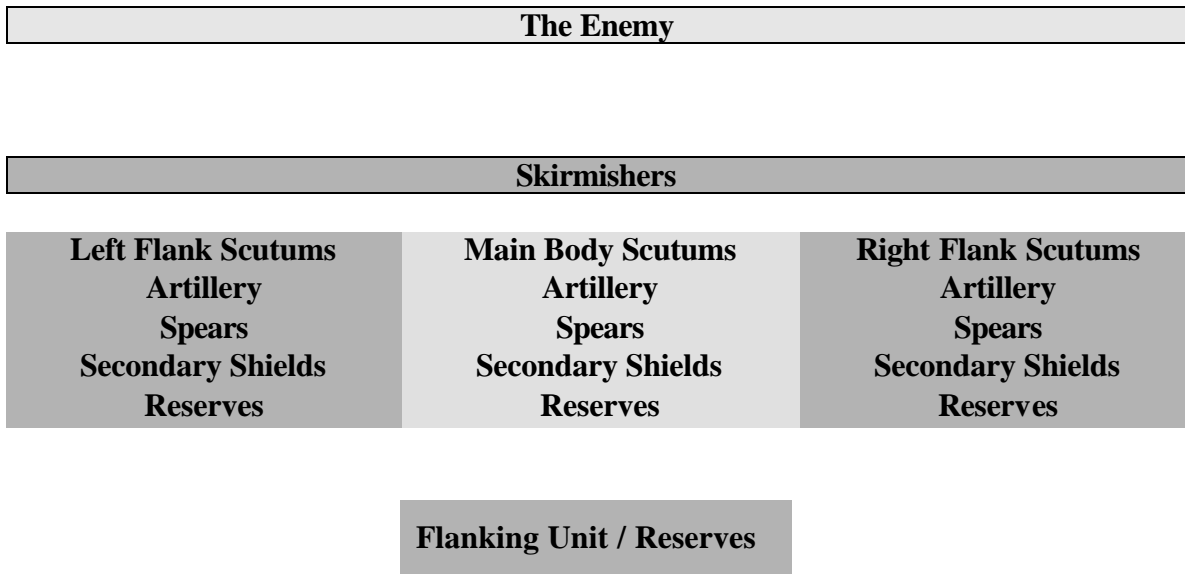 The Enemy
Skirmishers
Left Flank Scutums Main Body Scutums Right Flank Scutums
Artillery Artillery Artillery
Spears Spears Spears
Secondary Shields Secondary Shields Secondary Shields
Reserves Reserves Reserves
Flanking Unit / Reserves